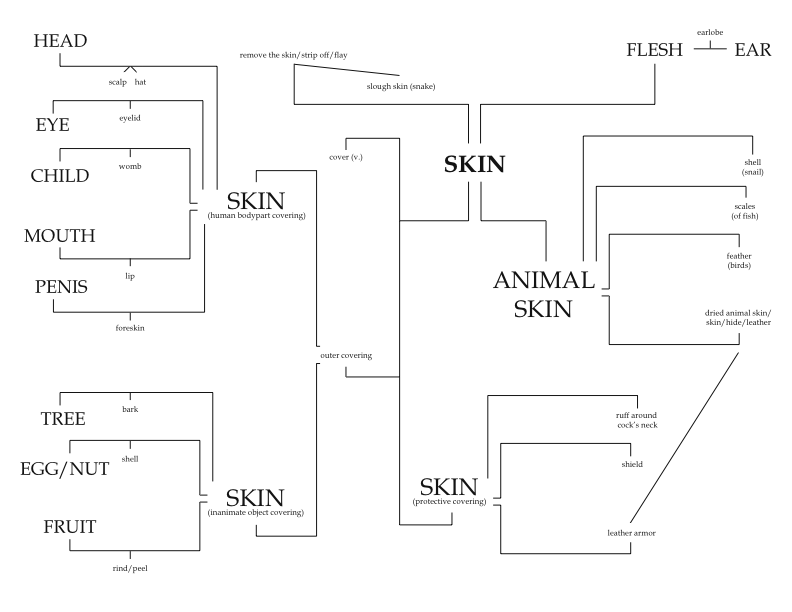 HEAD
scalp hat
EYE
eyelid
CHILD
womb
MOUTH
lip
PENIS
foreskin
SKIN
(human bodypart covering)
TREE
bark
EGG/NUT
shell
FRUIT
rind/peel
SKIN
(inanimate object covering)
remove the skin/strip off/flay
slough skin (snake)
cover (v.)
outer covering
SKIN
FLESH
earlobe
EAR
ANIMAL
SKIN
shell
(snail)
scales
(of fish)
feather
(birds)
dried animal skin/
skin/hide/leather
SKIN
(protective covering)
ruff around
cock's neck
shield
leather armor